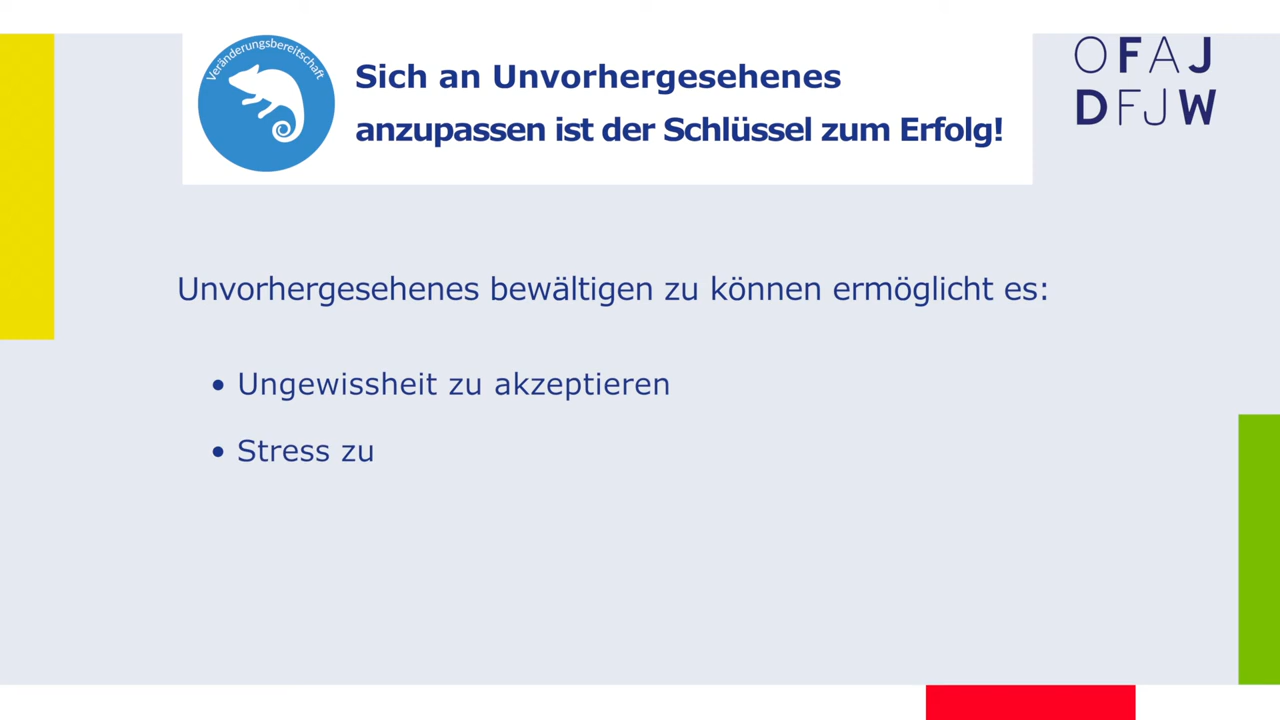 Veränderungsbereitschaft
Sich an Unvorhergesehenes
anzupassen ist der Schlüssel zum Erfolg!
OFAJ
DFJW
Unvorhergesehenes bewältigen zu können ermöglicht es:
• Ungewissheit zu akzeptieren
• Stress zu